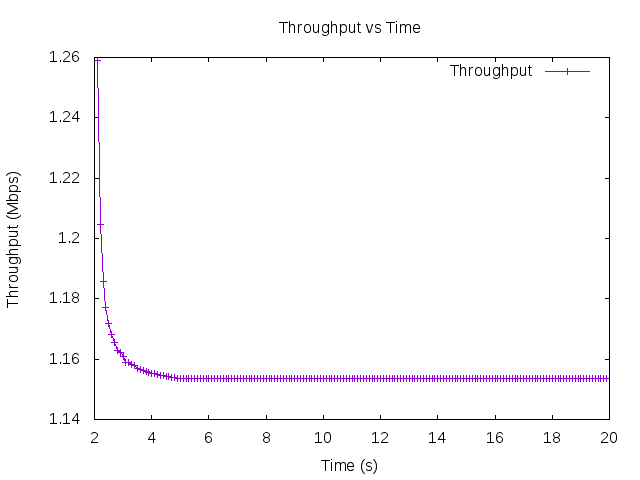 Throughput vs Time
Throughput
1.26
1.24
1.22
1.2
1.18
1.16
1.14
Throughput (Mbps)
2 4 6 8 10 12 14 16 18 20
Time (s)